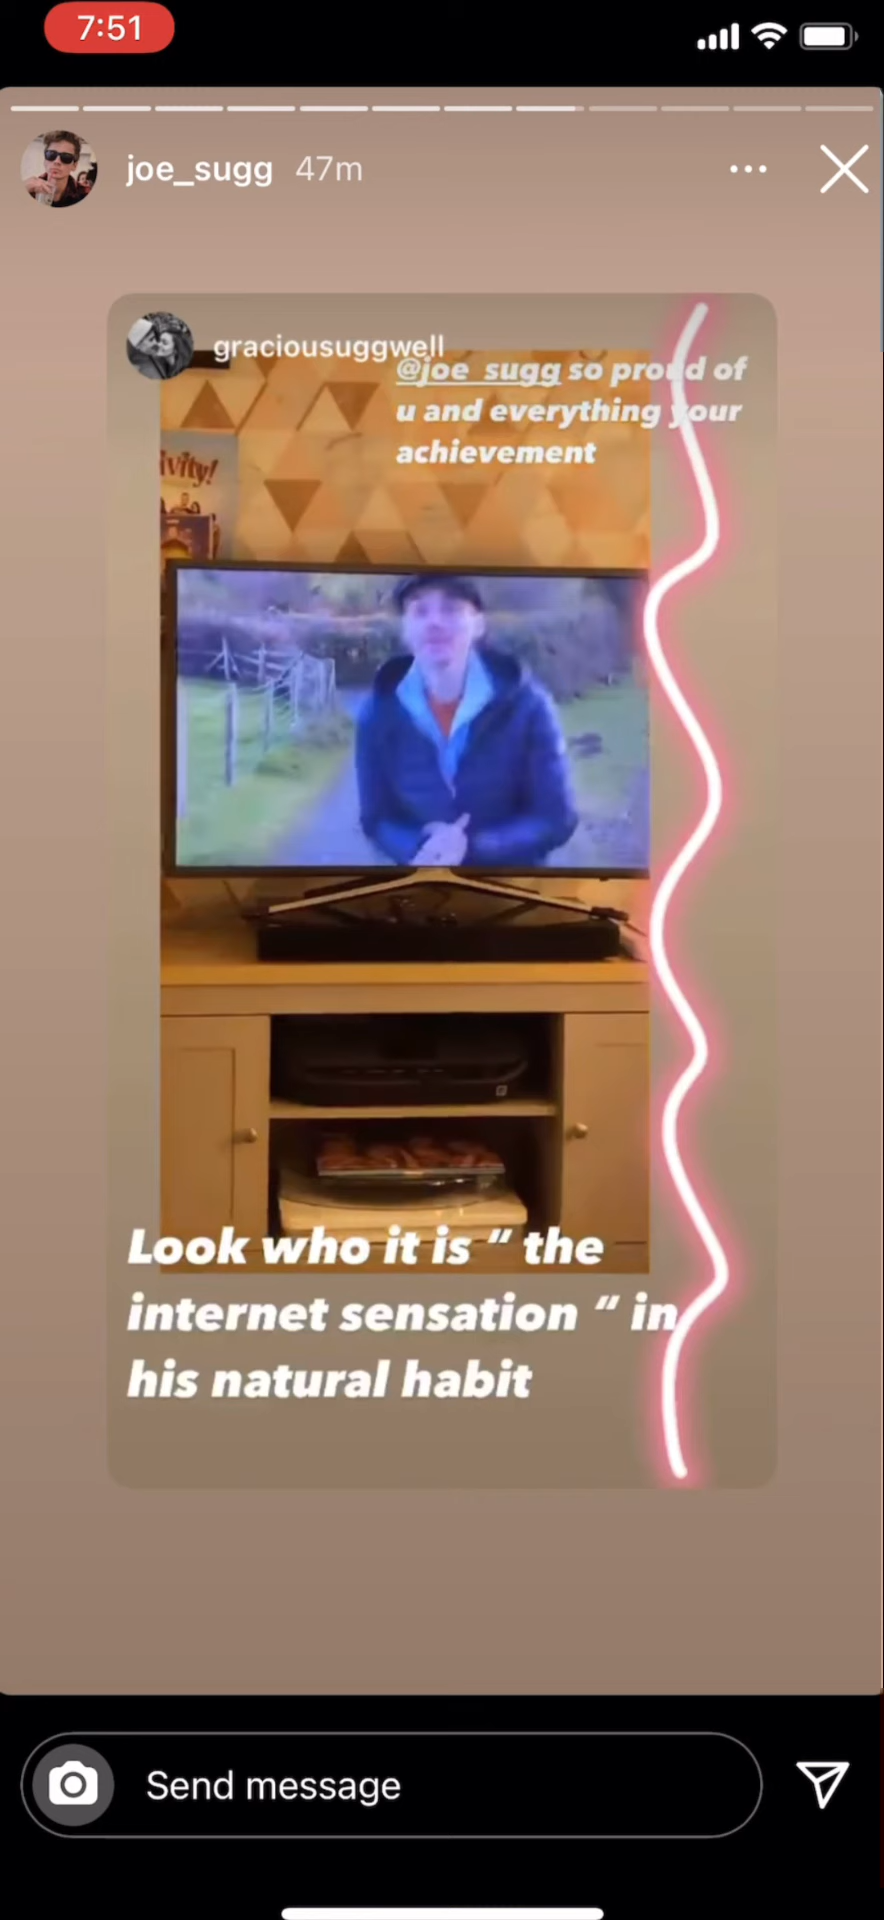 7:51
joe_sugg 47m
graciousuggwell
@joe_sugg so proud of
u and everything your
achievement
ivity!
Look who it is “ the
internet sensation “ in
his natural habit
Send message